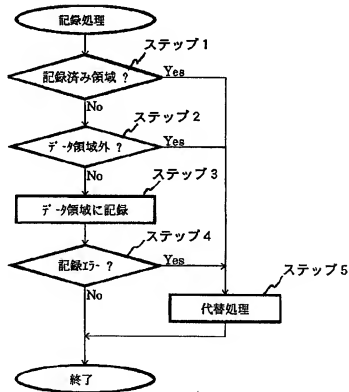 記録処理
ステップ1
記録済み領域 ?
Yes
No
ステップ2
データ領域外 ?
Yes
No
ステップ3
データ領域に記録
ステップ4
記録エラー ?
Yes
No
ステップ5
代替処理
終了